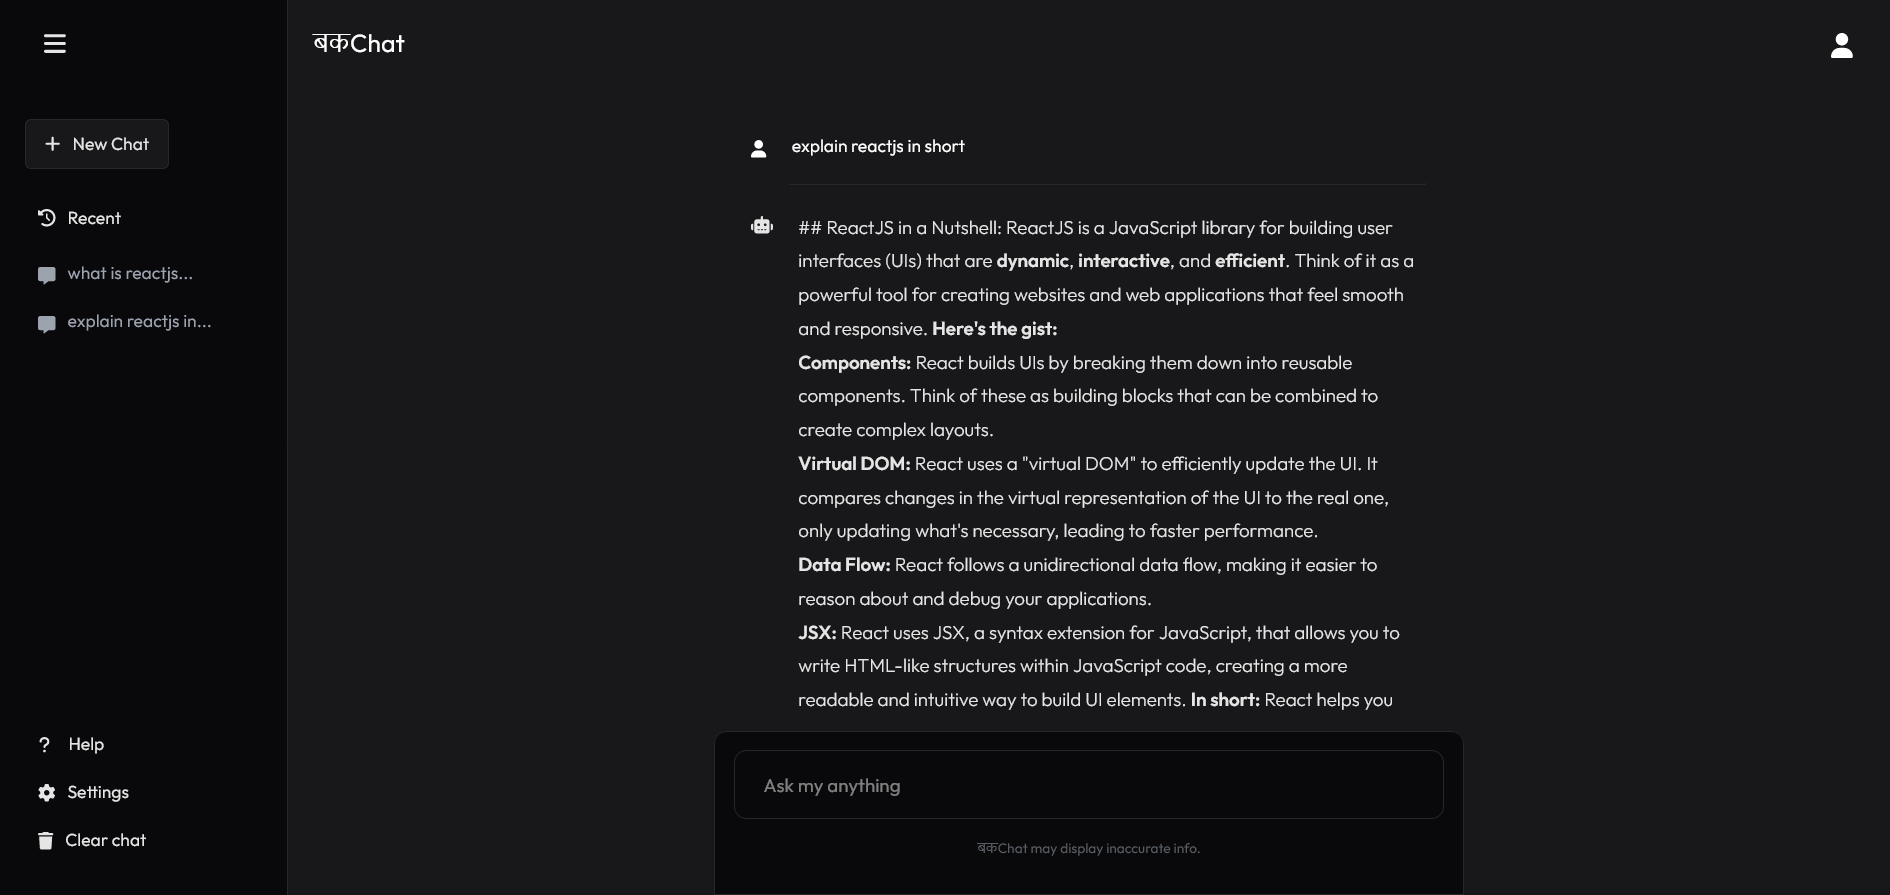 बकChat
New Chat
Recent
what is reactjs...
explain reactjs in...
Help
Settings
Clear chat
explain reactjs in short
## ReactJS in a Nutshell: ReactJS is a JavaScript library for building user
interfaces (UIs) that are dynamic, interactive, and efficient. Think of it as a
powerful tool for creating websites and web applications that feel smooth
and responsive. Here's the gist:
Components: React builds UIs by breaking them down into reusable
components. Think of these as building blocks that can be combined to
create complex layouts.
Virtual DOM: React uses a "virtual DOM" to efficiently update the UI. It
compares changes in the virtual representation of the UI to the real one,
only updating what's necessary, leading to faster performance.
Data Flow: React follows a unidirectional data flow, making it easier to
reason about and debug your applications.
JSX: React uses JSX, a syntax extension for JavaScript, that allows you to
write HTML-like structures within JavaScript code, creating a more
readable and intuitive way to build UI elements. In short: React helps you
Ask my anything
बकChat may display inaccurate info.